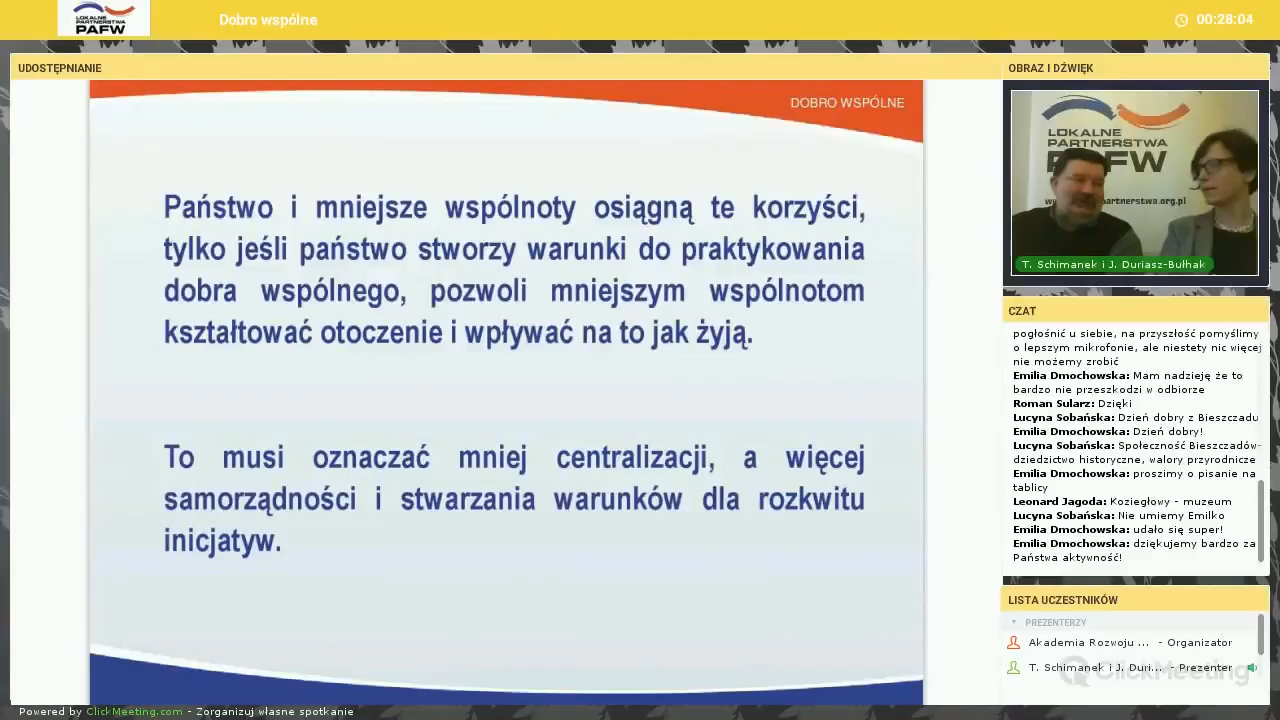 LOKALNE
PARTNERSTWA
PAFW
Dobro wspólne
00:28:04
UDOSTĘPNIANIE
DOBRO WSPÓLNE
Państwo i mniejsze wspólnoty osiągną te korzyści,
tylko jeśli państwo stworzy warunki do praktykowania
dobra wspólnego, pozwoli mniejszym wspólnotom
kształtować otoczenie i wpływać na to jak żyją.
To musi oznaczać mniej centralizacji, a więcej
samorządności i stwarzania warunków dla rozkwitu
inicjatyw.
OBRAZ I DŹWIĘK
LOKALNE
PARTNERSTWA
PAFW
partnerstwa.org.pl
T. Schimanek i J. Duriasz-Bułhak
CZAT
pogłośnić u siebie, na przyszłość pomyślimy
o lepszym mikrofonie, ale niestety nic więcej
nie możemy zrobić
Emilia Dmochowska: Mam nadzieję że to
bardzo nie przeszkodzi w odbiorze
Roman Sularz: Dzięki
Lucyna Sobańska: Dzień dobry z Bieszczadu
Emilia Dmochowska: Dzień dobry!
Lucyna Sobańska: Społeczność Bieszczadów-
dziedzictwo historyczne, walory przyrodnicze
Emilia Dmochowska: proszimy o pisanie na
tablicy
Leonard Jagoda: Koziegłowy - muzeum
Lucyna Sobańska: Nie umiemy Emilko
Emilia Dmochowska: udało się super!
Emilia Dmochowska: dziękujemy bardzo za
Państwa aktywność!
LISTA UCZESTNIKÓW
PREZENTERZY
Akademia Rozwoju ... - Organizator
T. Schimanek i J. Duri... - Prezenter
ClickMeeting
Powered by ClickMeeting.com - Zorganizuj własne spotkanie